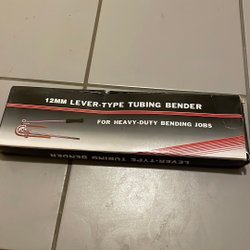 12MM LEVER-TYPE TUBING BENDER
FOR HEAVY-DUTY BENDING JOBS
LEVER-TYPE TUBING BENDER